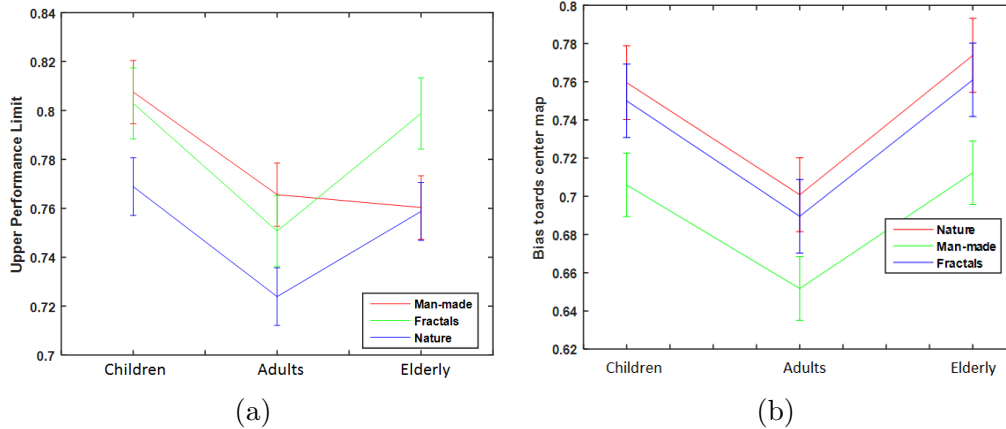 0.84
0.82
0.8
0.78
0.76
0.74
0.72
0.7
Upper Performance Limit
Children Adults Elderly
Man-made
Fractals
Nature
(a)
0.8
0.78
0.76
0.74
0.72
0.7
0.68
0.66
0.64
0.62
Bias toards center map
Children Adults Elderly
Nature
Man-made
Fractals
(b)